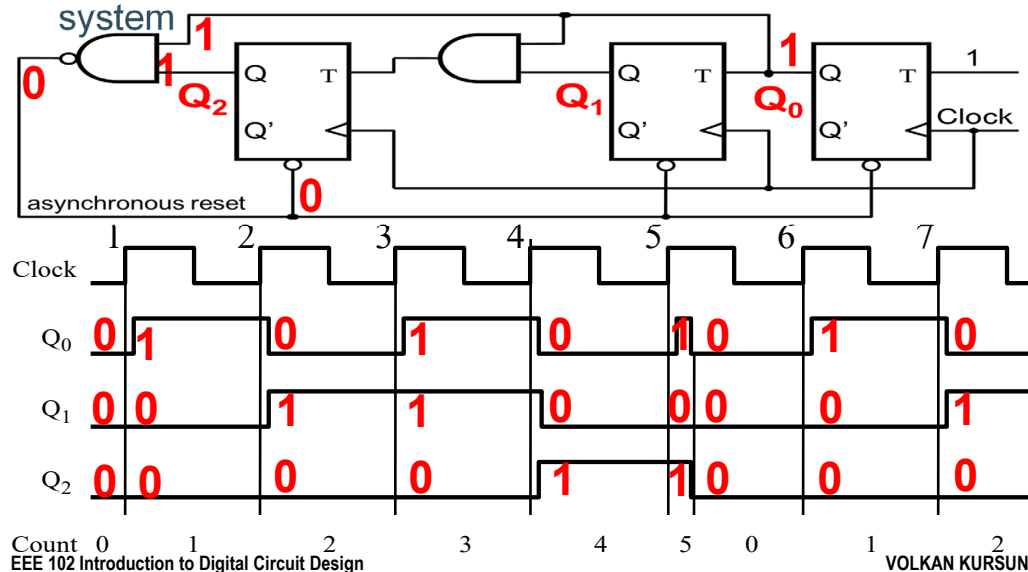 system
1 1
0 1 Q2 Q T Q1 Q T Q0 Q T 1
Q' Q' Q' Clock
0
asynchronous reset
1 2 3 4 5 6 7
Clock
Q0 0 1 0 1 0 1 0 1 0
Q1 0 0 1 1 0 0 0 0 1
Q2 0 0 0 0 1 1 0 0 0
Count 0 1 2 3 4 5 0 1 2
EEE 102 Introduction to Digital Circuit Design VOLKAN KURSUN